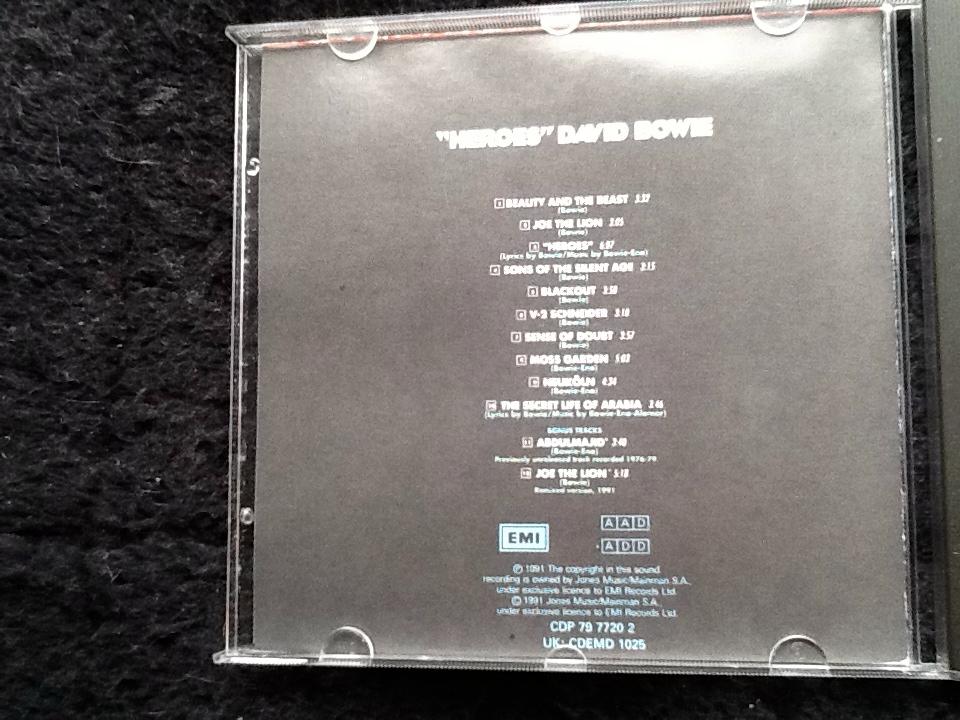 "HEROES" DAVID BOWIE
1 BEAUTY AND THE BEAST 3:32
(Bowie)
2 JOE THE LION 3:05
(Bowie)
3 "HEROES" 6:07
(Lyrics by Bowie/Music by Bowie-Eno)
4 SONS OF THE SILENT AGE 3:15
(Bowie)
5 BLACKOUT 3:50
(Bowie)
6 V-2 SCHNEIDER 3:10
(Bowie)
7 SENSE OF DOUBT 3:57
(Bowie)
8 MOSS GARDEN 5:03
(Bowie-Eno)
9 NEUKÖLN 4:34
(Bowie-Eno)
10 THE SECRET LIFE OF ARABIA 3:46
(Lyrics by Bowie/Music by Bowie-Eno-Alomar)
BONUS TRACKS
11 ABDULMAJID* 3:40
(Bowie-Eno)
Previously unreleased track recorded 1976-79
12 JOE THE LION* 5:18
(Bowie)
Remixed version, 1991
EMI
AAD
*ADD
℗ 1991 The copyright in this sound
recording is owned by Jones Music/Mainman S.A.,
under exclusive licence to EMI Records Ltd.
© 1991 Jones Music/Mainman S.A.,
under exclusive licence to EMI Records Ltd.
CDP 79 7720 2
UK: CDEMD 1025